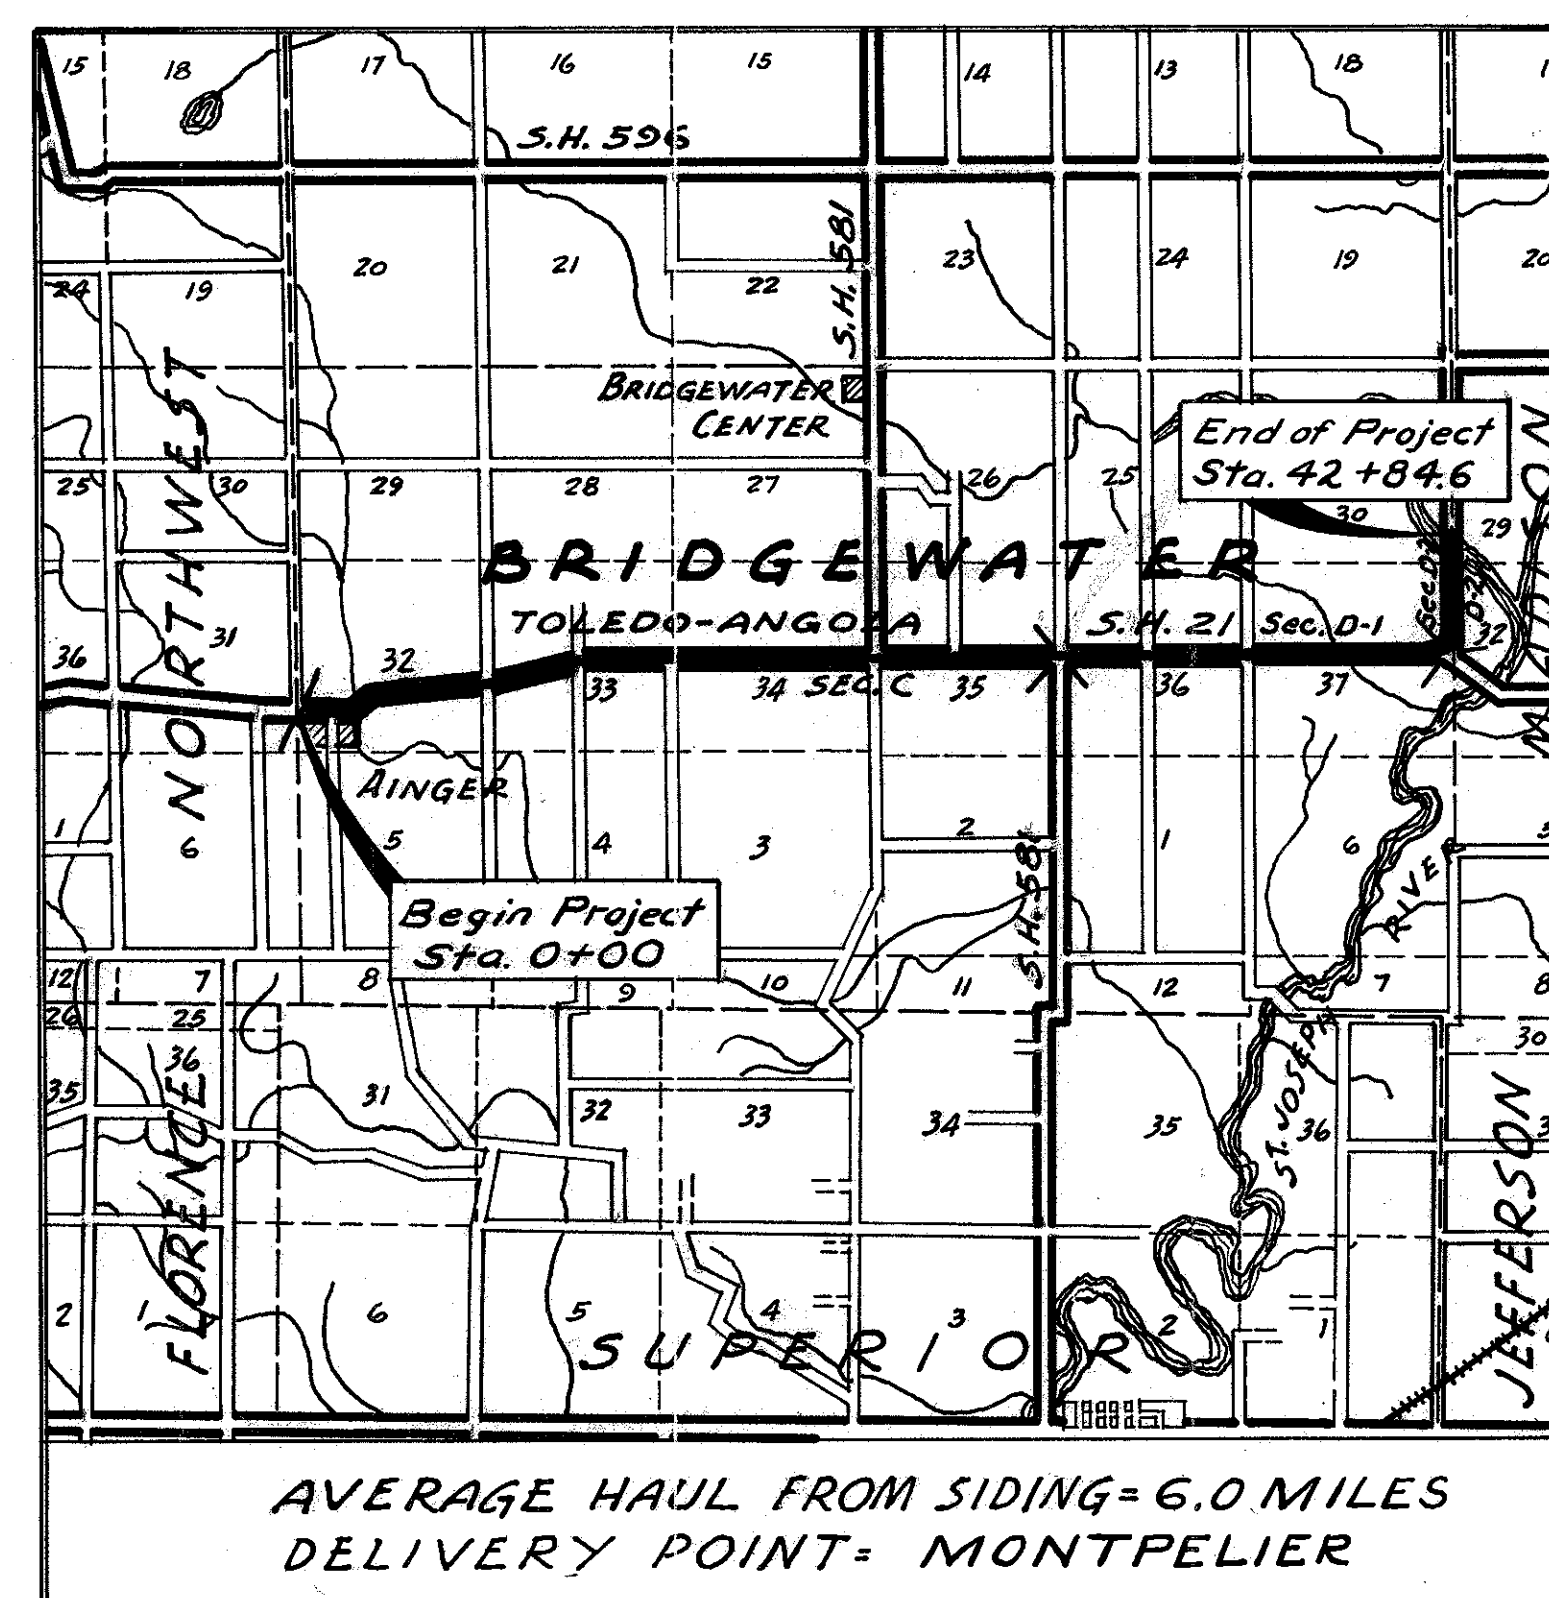 15 18 17 16 15 14 13 18
S.H. 596
24 19 20 21 22 23 24 19 20
S.H. 581
BRIDGEWATER
CENTER
End of Project
Sta. 42+84.6
25 30 29 28 27 26 25 30 29
NORTHWEST
BRIDGEWATER
TOLEDO-ANGOLA S.H. 21 Sec. D-1
36 31 32 33 34 SEC. C 35 36 37 32
AINGER
1 6 5 4 3 2 1 6
S.H. 581
RIVER
Begin Project
Sta. 0+00
12 7 8 9 10 11 12 7 8
26 25 30
ST. JOSEPH
35 36 31 32 33 34 35 36
FLORENCE
JEFFERSON
2 1 6 5 4 3 2 1
SUPERIOR
AVERAGE HAUL FROM SIDING = 6.0 MILES
DELIVERY POINT = MONTPELIER